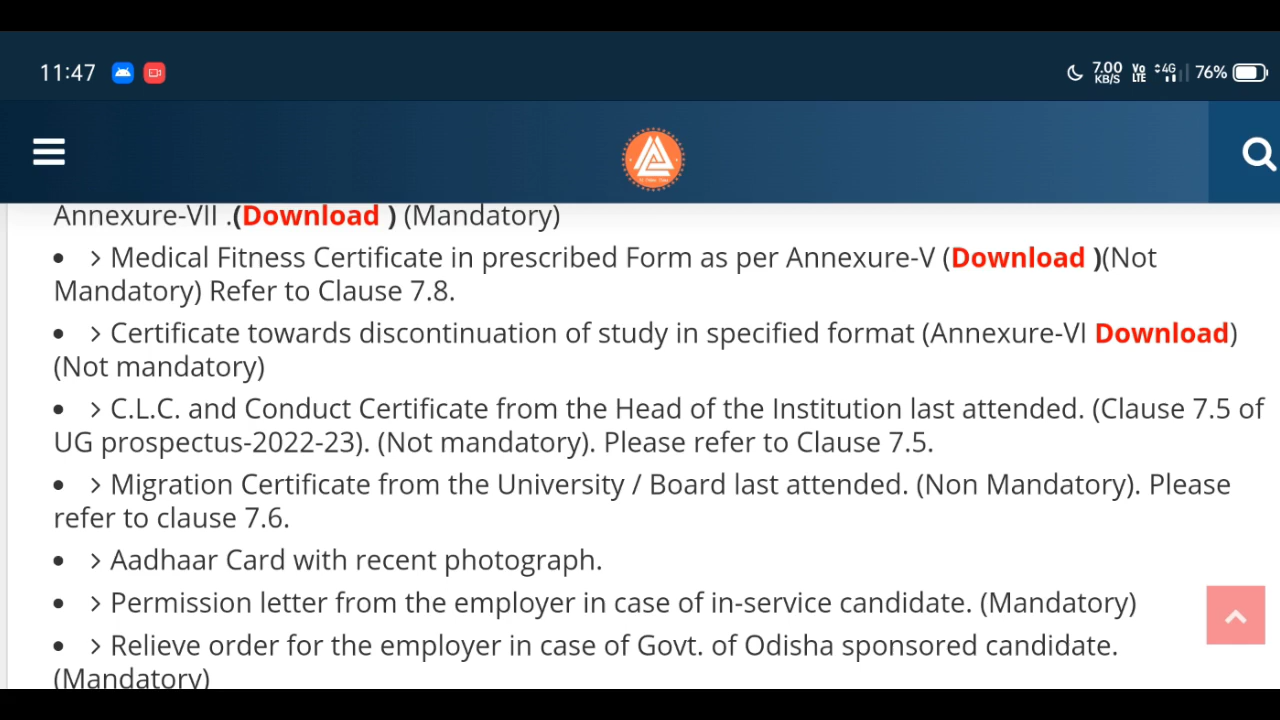 11:47
7.00
KB/S
Vo
LTE
4G
76%
Annexure-VII .(Download ) (Mandatory)
• > Medical Fitness Certificate in prescribed Form as per Annexure-V (Download )(Not
Mandatory) Refer to Clause 7.8.
• > Certificate towards discontinuation of study in specified format (Annexure-VI Download)
(Not mandatory)
• > C.L.C. and Conduct Certificate from the Head of the Institution last attended. (Clause 7.5 of
UG prospectus-2022-23). (Not mandatory). Please refer to Clause 7.5.
• > Migration Certificate from the University / Board last attended. (Non Mandatory). Please
refer to clause 7.6.
• > Aadhaar Card with recent photograph.
• > Permission letter from the employer in case of in-service candidate. (Mandatory)
• > Relieve order for the employer in case of Govt. of Odisha sponsored candidate.
(Mandatory)